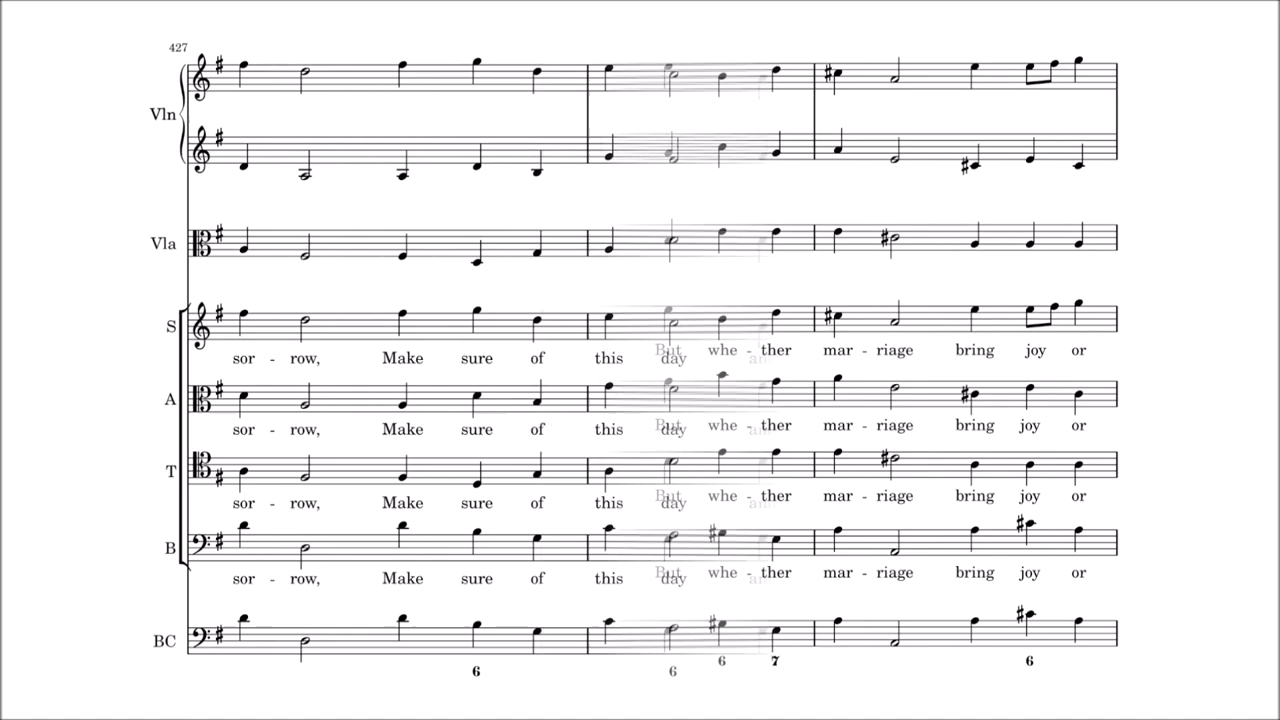 427
Vln
Vla
S
sor - row, Make sure of this day But whe - ther mar - riage bring joy or
A
sor - row, Make sure of this day But whe - ther mar - riage bring joy or
T
sor - row, Make sure of this day But whe - ther mar - riage bring joy or
B
sor - row, Make sure of this day But whe - ther mar - riage bring joy or
BC
6 6 6 7 6